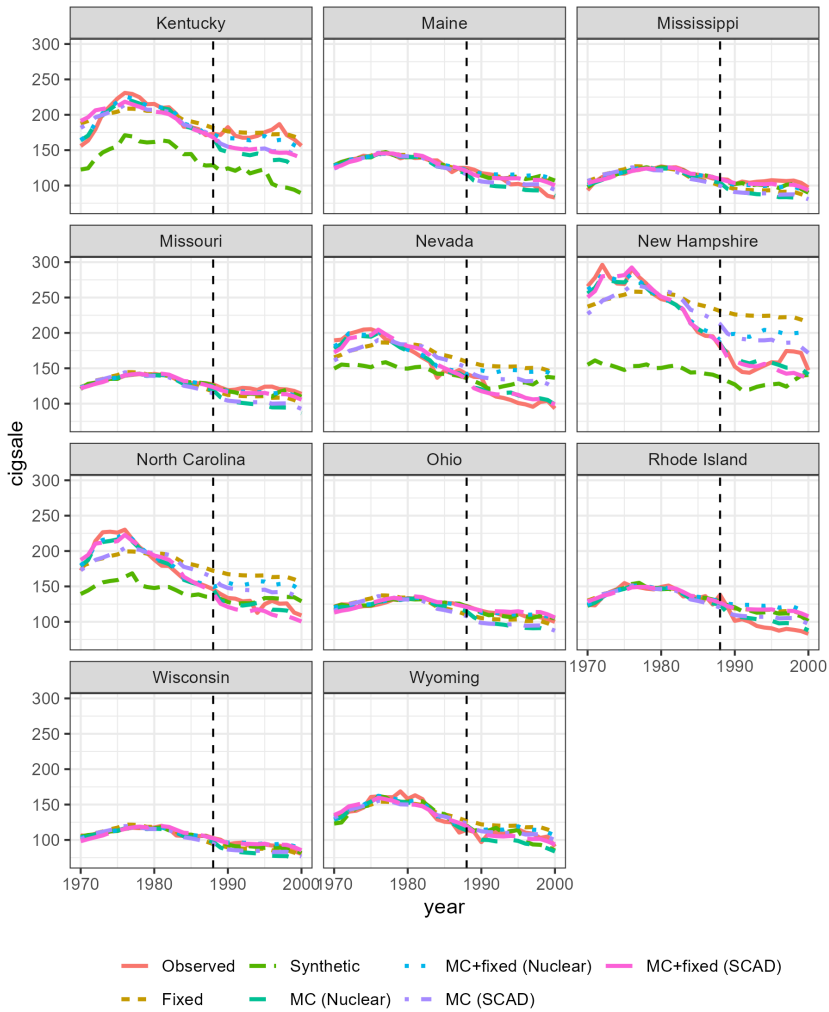 Kentucky Maine Mississippi
300
250
200
150
100
Missouri Nevada New Hampshire
300
250
200
150
100
cigsale
North Carolina Ohio Rhode Island
300
250
200
150
100
1970 1980 1990 2000
Wisconsin Wyoming
300
250
200
150
100
1970 1980 1990 2000 1970 1980 1990 2000
year
Observed Synthetic MC+fixed (Nuclear) MC+fixed (SCAD)
Fixed MC (Nuclear) MC (SCAD)